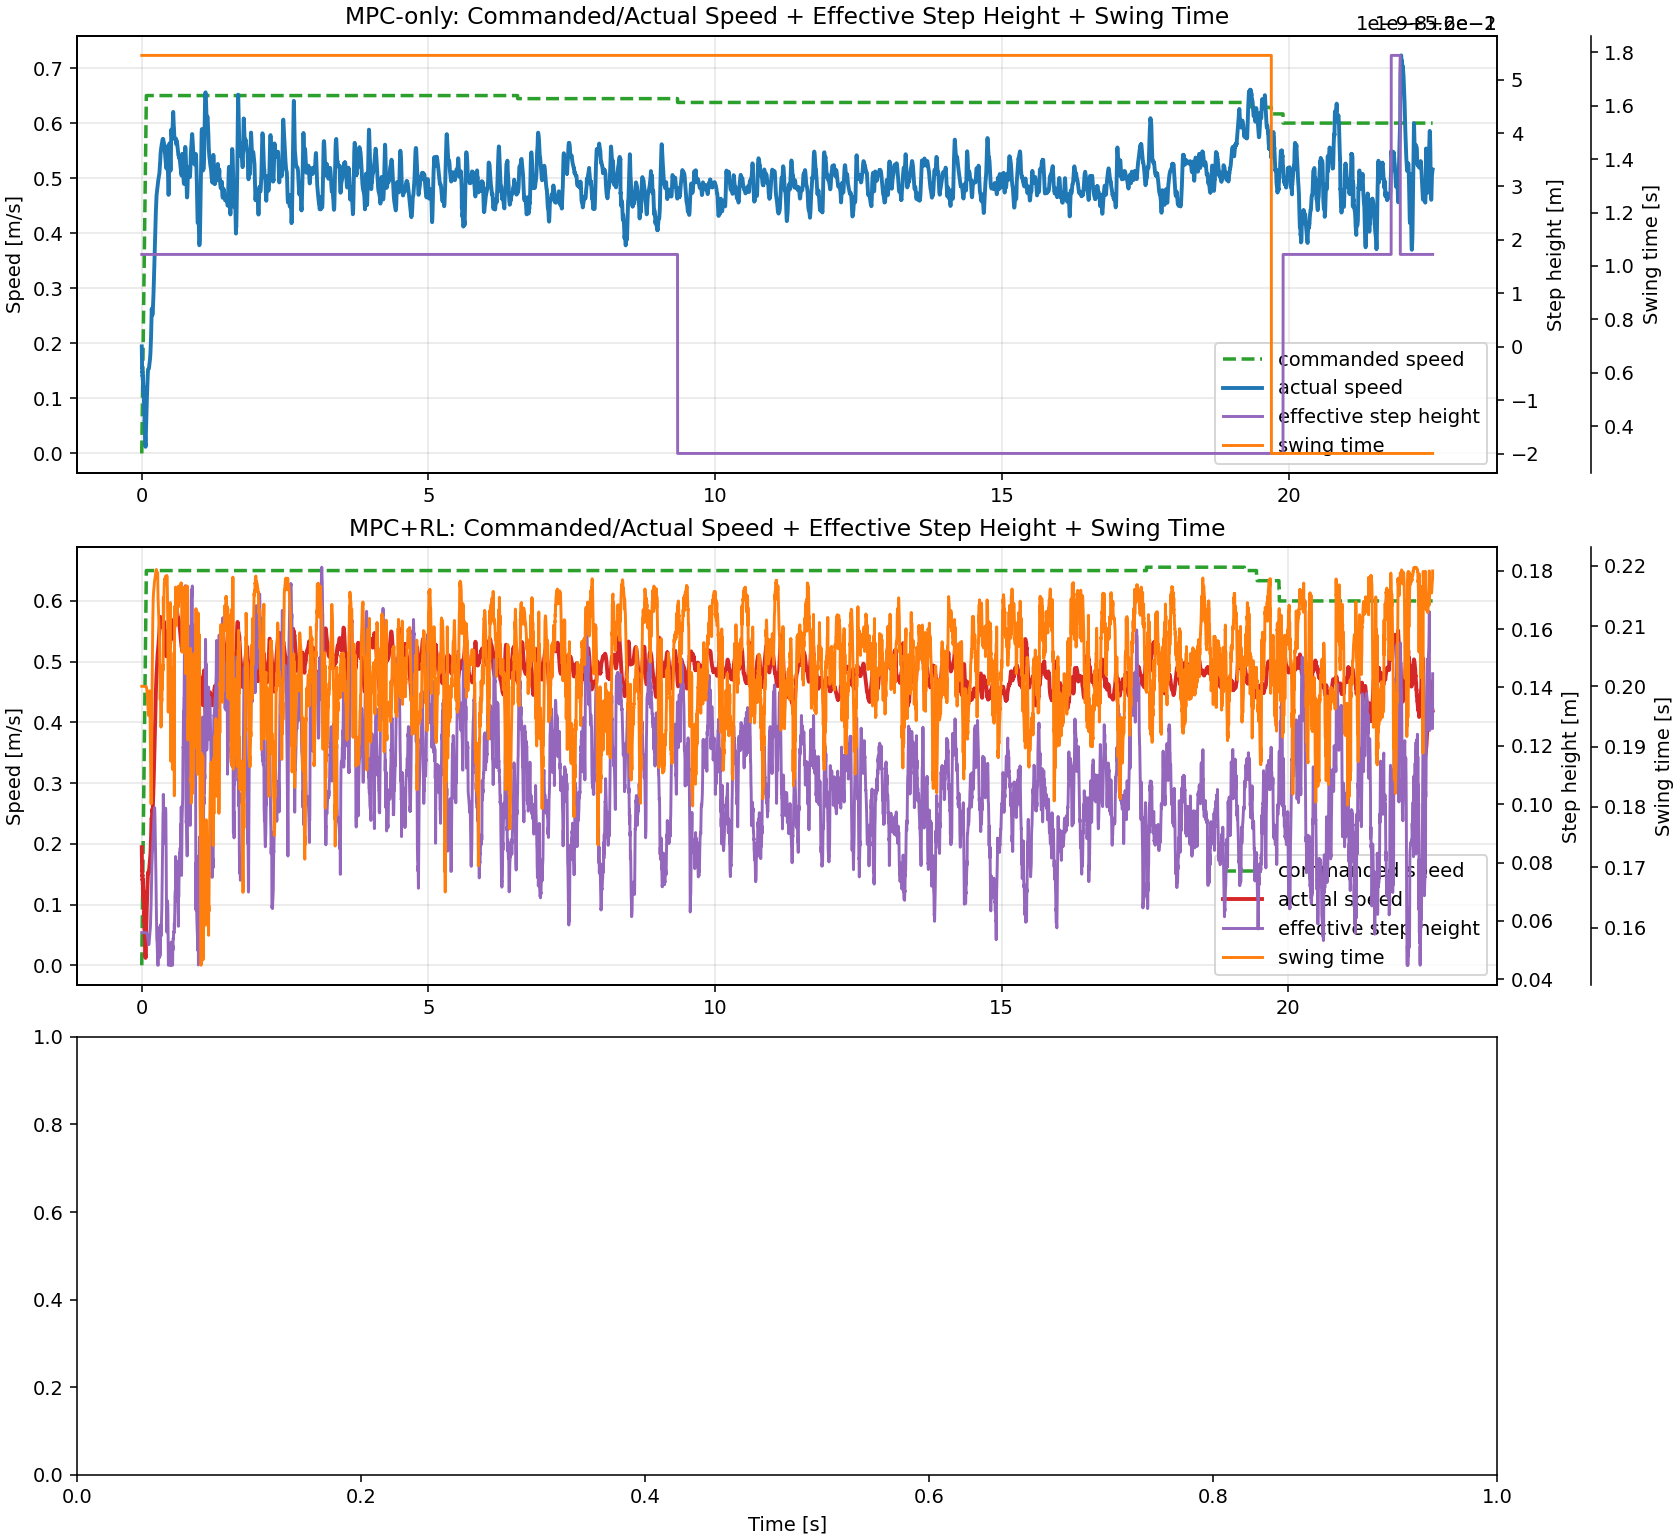 MPC-only: Commanded/Actual Speed + Effective Step Height + Swing Time
0.7
0.6
0.5
0.4
0.3
0.2
0.1
0.0
Speed [m/s]
5
4
3
2
1
0
−1
−2
Step height [m]
1.8
1.6
1.4
1.2
1.0
0.8
0.6
0.4
Swing time [s]
commanded speed
actual speed
effective step height
swing time
0 5 10 15 20
MPC+RL: Commanded/Actual Speed + Effective Step Height + Swing Time
0.6
0.5
0.4
0.3
0.2
0.1
0.0
Speed [m/s]
0.18
0.16
0.14
0.12
0.10
0.08
0.06
0.04
Step height [m]
0.22
0.21
0.20
0.19
0.18
0.17
0.16
Swing time [s]
commanded speed
actual speed
effective step height
swing time
0 5 10 15 20
1.0
0.8
0.6
0.4
0.2
0.0
0.0 0.2 0.4 0.6 0.8 1.0
Time [s]